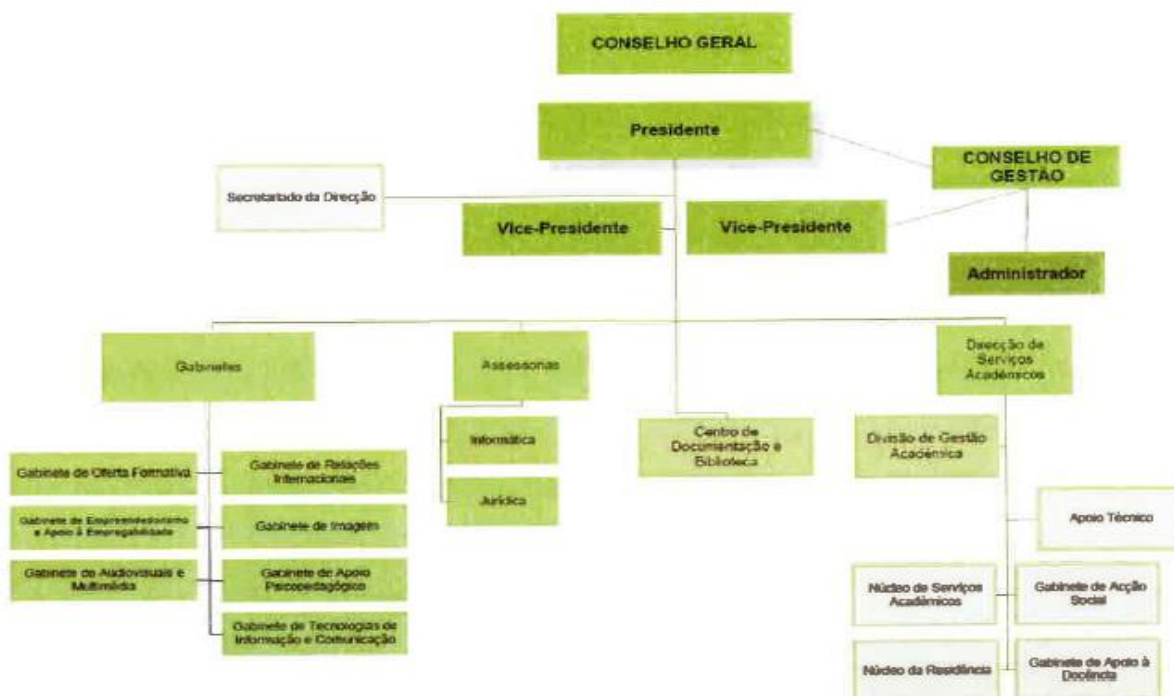 CONSELHO GERAL
Presidente
CONSELHO DE
GESTÃO
Secretariado da Direcção
Vice-Presidente
Vice-Presidente
Administrador
Gabinetes
Assessorias
Direcção de
Serviços
Académicos
Informática
Jurídica
Centro de
Documentação e
Biblioteca
Divisão de Gestão
Académica
Gabinete de Oferta Formativa
Gabinete de Relações
Internacionais
Gabinete de Empreendedorismo
e Apoio à Empregabilidade
Gabinete de Imagem
Gabinete de Audiovisuais e
Multimédia
Gabinete de Apoio
Psicopedagógico
Gabinete de Tecnologias de
Informação e Comunicação
Apoio Técnico
Núcleo de Serviços
Académicos
Gabinete de Acção
Social
Núcleo da Residência
Gabinete de Apoio à
Docência